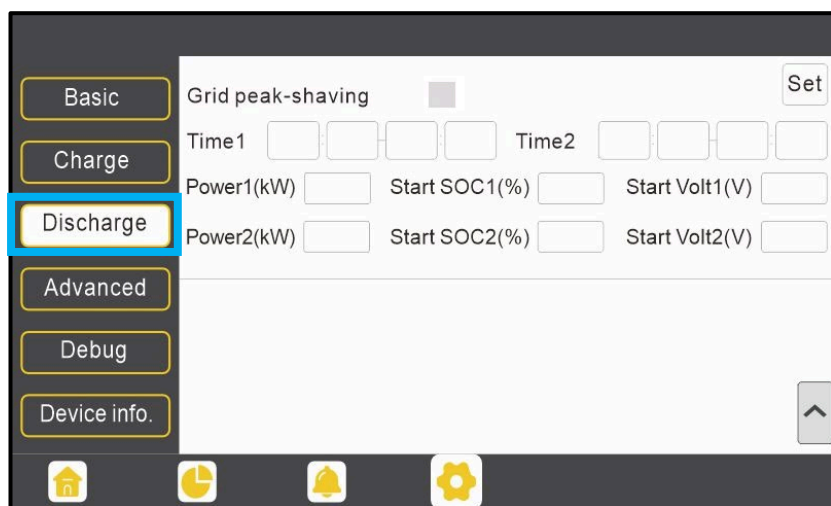 Basic
Charge
Discharge
Advanced
Debug
Device info.
Grid peak-shaving
Set
Time1 : - : Time2 : - :
Power1(kW) Start SOC1(%) Start Volt1(V)
Power2(kW) Start SOC2(%) Start Volt2(V)